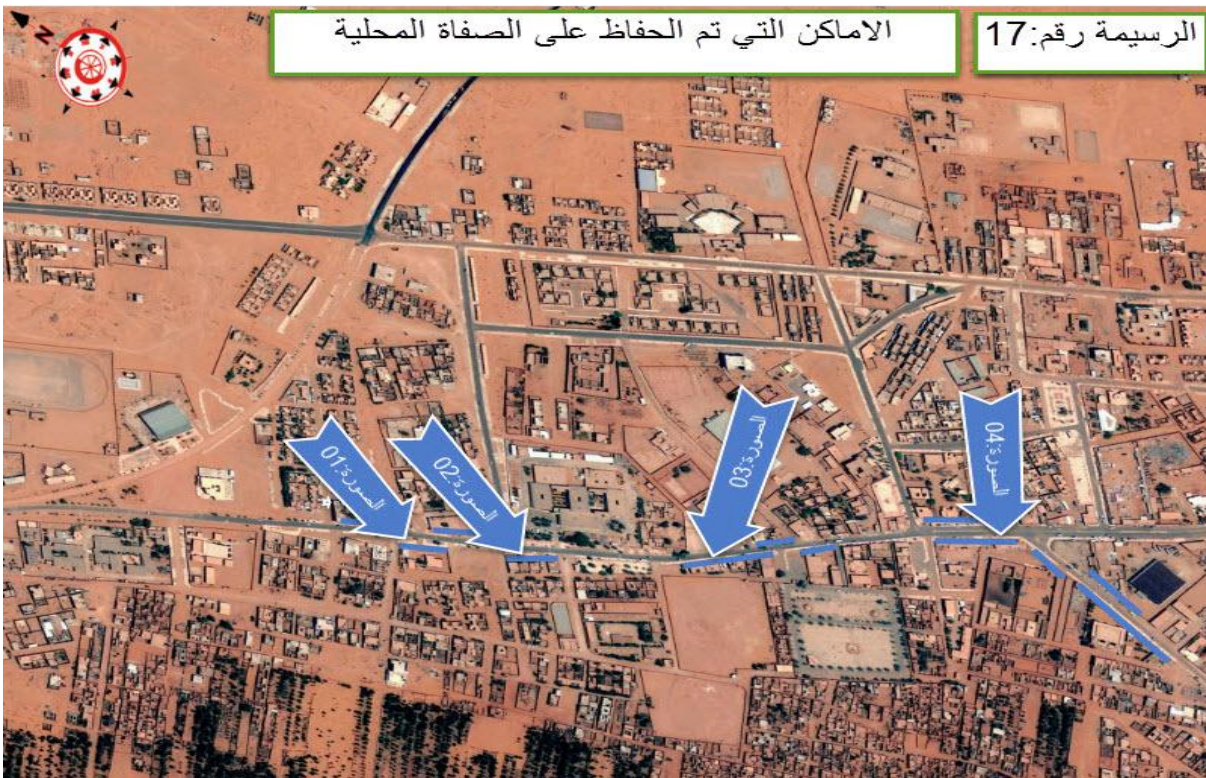 الرسيمة رقم:17
الاماكن التي تم الحفاظ على الصفاة المحلية
N
الصورة:01
الصورة:02
الصورة:03
الصورة:04